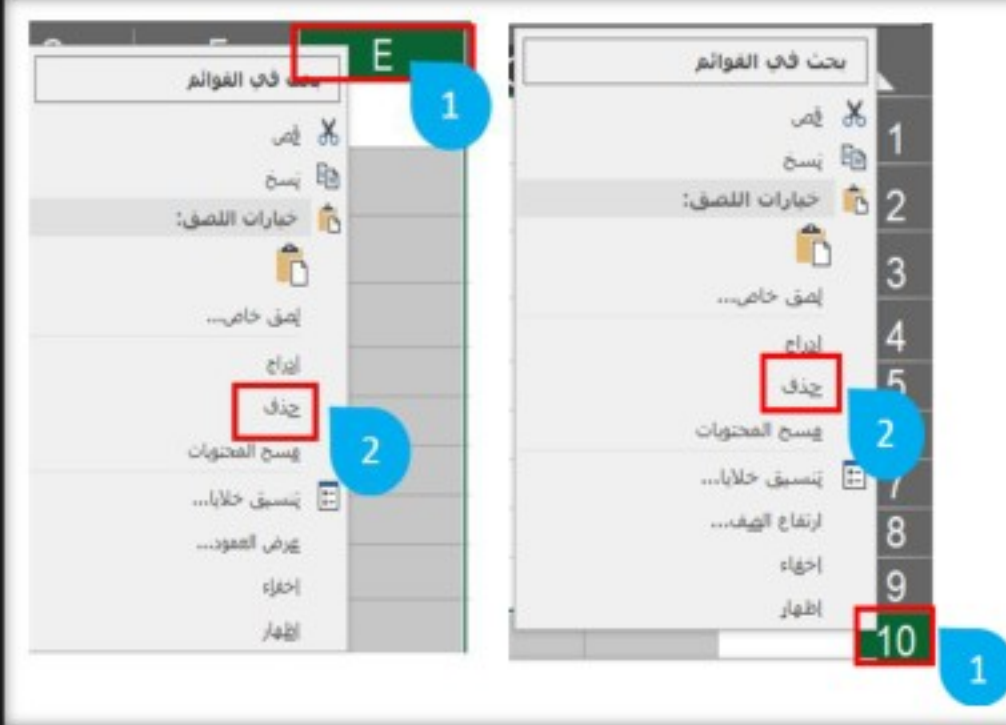 E
1
بحث في القوائم
قص
نسخ
خيارات اللصق:
لصق خاص...
إدراج
حذف
2
مسح المحتويات
تنسيق خلايا...
عرض العمود...
إخفاء
إظهار
بحث في القوائم
قص
1
نسخ
خيارات اللصق:
2
3
لصق خاص...
إدراج
4
حذف
5
2
مسح المحتويات
تنسيق خلايا...
7
ارتفاع الصف...
8
إخفاء
9
إظهار
10
1